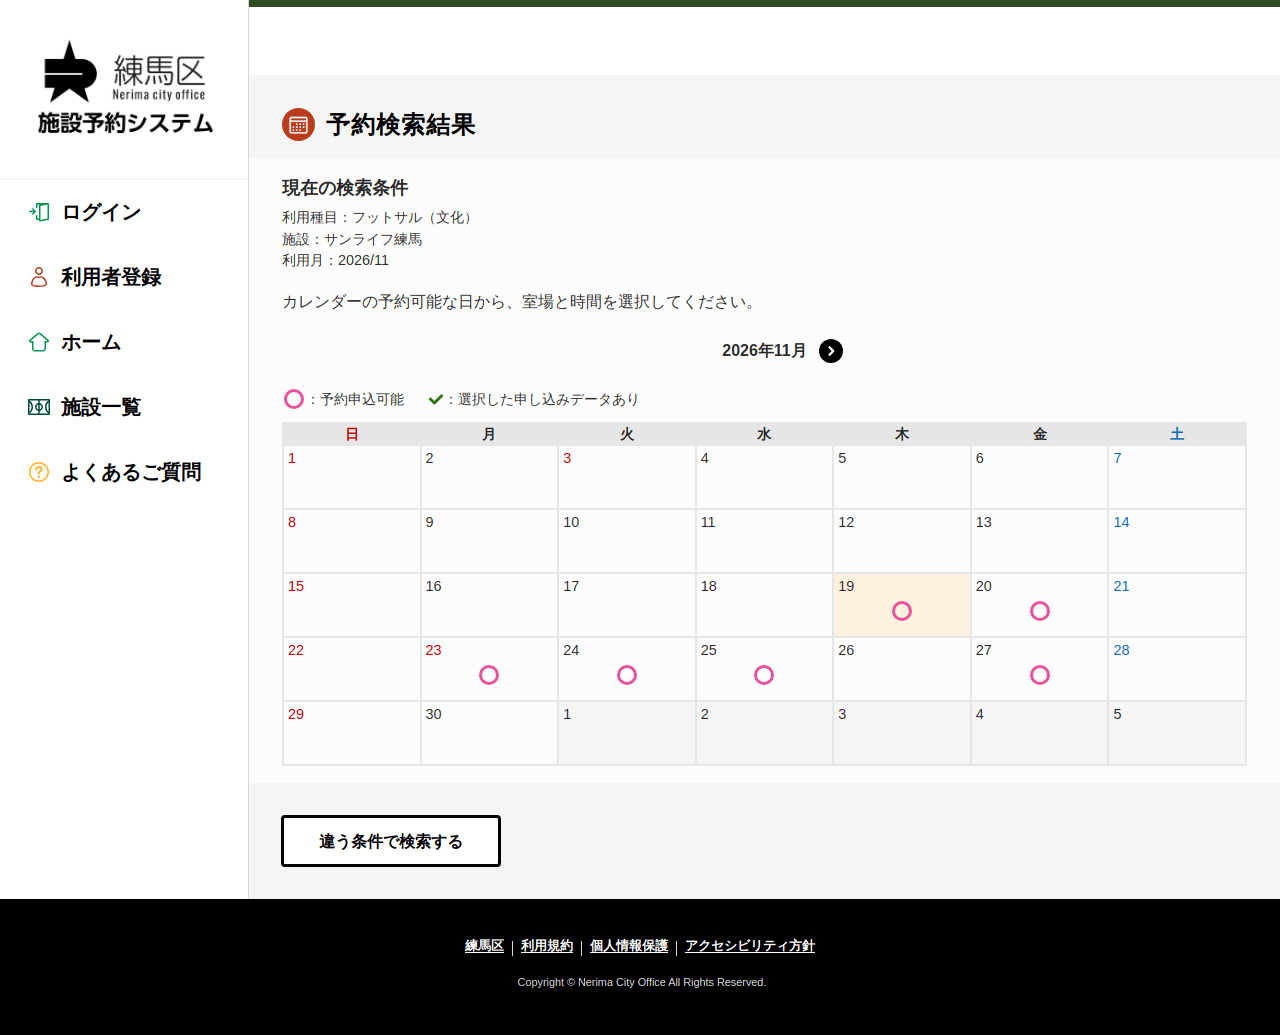 練馬区
Nerima city office
施設予約システム
ログイン
利用者登録
ホーム
施設一覧
よくあるご質問
予約検索結果
現在の検索条件
利用種目：フットサル（文化）
施設：サンライフ練馬
利用月：2026/11
カレンダーの予約可能な日から、室場と時間を選択してください。
2026年11月
：予約申込可能 ：選択した申し込みデータあり
日 月 火 水 木 金 土
1 2 3 4 5 6 7
8 9 10 11 12 13 14
15 16 17 18 19 20 21
22 23 24 25 26 27 28
29 30 1 2 3 4 5
違う条件で検索する
練馬区 | 利用規約 | 個人情報保護 | アクセシビリティ方針
Copyright © Nerima City Office All Rights Reserved.